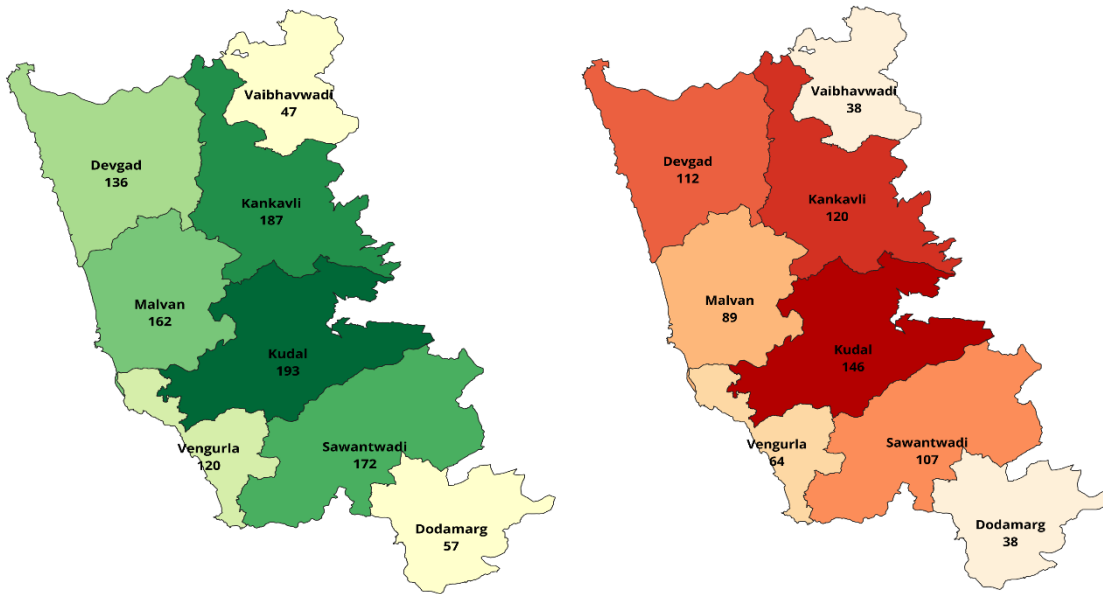 Vaibhavwadi
47
Devgad
136
Kankavli
187
Malvan
162
Kudal
193
Vengurla
120
Sawantwadi
172
Dodamarg
57
Vaibhavwadi
38
Devgad
112
Kankavli
120
Malvan
89
Kudal
146
Vengurla
64
Sawantwadi
107
Dodamarg
38